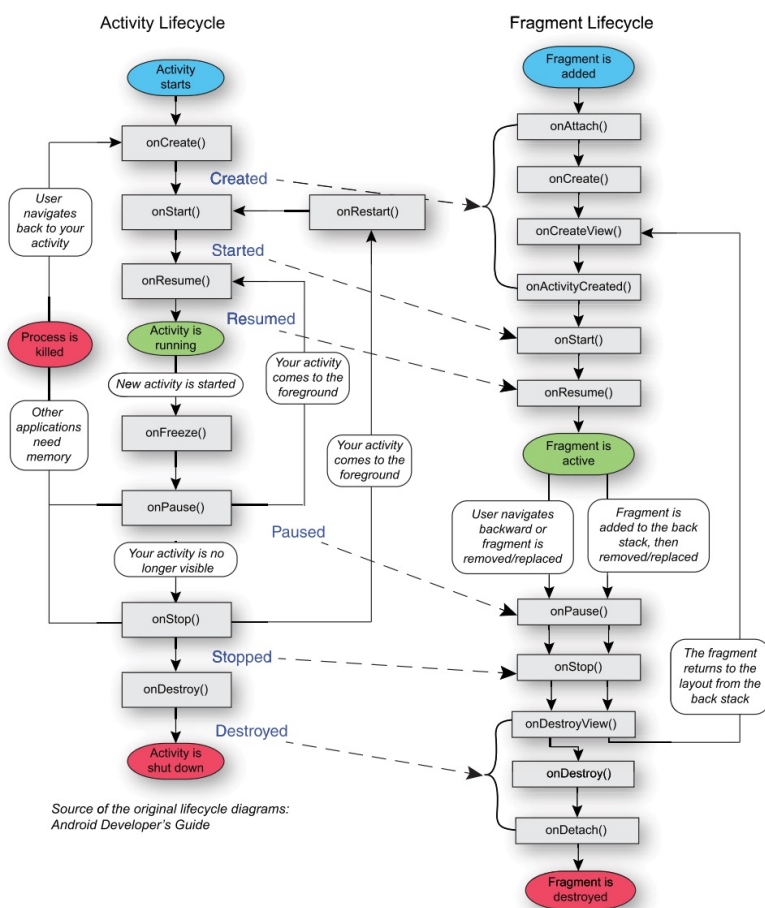 Activity Lifecycle
Activity
starts
onCreate()
User
navigates
back to your
activity
onStart()
onRestart()
onResume()
Process is
killed
Activity is
running
Your activity
comes to the
foreground
New activity is started
Other
applications
need
memory
onFreeze()
Your activity
comes to the
foreground
onPause()
Your activity is no
longer visible
onStop()
onDestroy()
Activity is
shut down
Source of the original lifecycle diagrams:
Android Developer's Guide
Created
Started
Resumed
Paused
Stopped
Destroyed
Fragment Lifecycle
Fragment is
added
onAttach()
onCreate()
onCreateView()
onActivityCreated()
onStart()
onResume()
Fragment is
active
User navigates
backward or
fragment is
removed/replaced
Fragment is
added to the back
stack, then
removed/replaced
onPause()
onStop()
The fragment
returns to the
layout from the
back stack
onDestroyView()
onDestroy()
onDetach()
Fragment is
destroyed